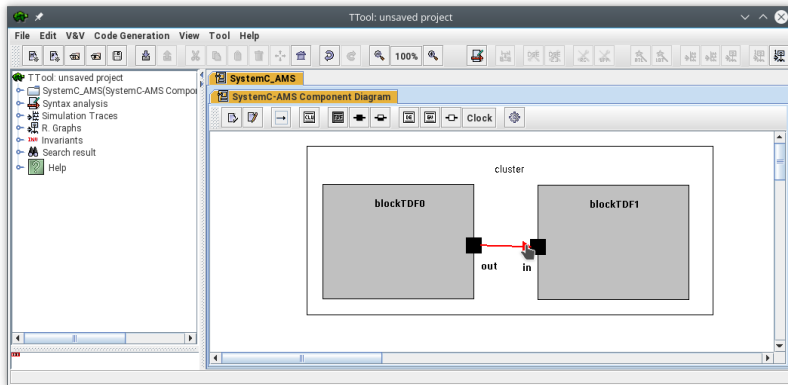 TTool: unsaved project
File Edit V&V Code Generation View Tool Help
100%
TTool: unsaved project
SystemC_AMS(SystemC-AMS Compor
Syntax analysis
Simulation Traces
R. Graphs
Invariants
Search result
Help
SystemC_AMS
SystemC-AMS Component Diagram
Clock
cluster
blockTDF0
blockTDF1
out
in